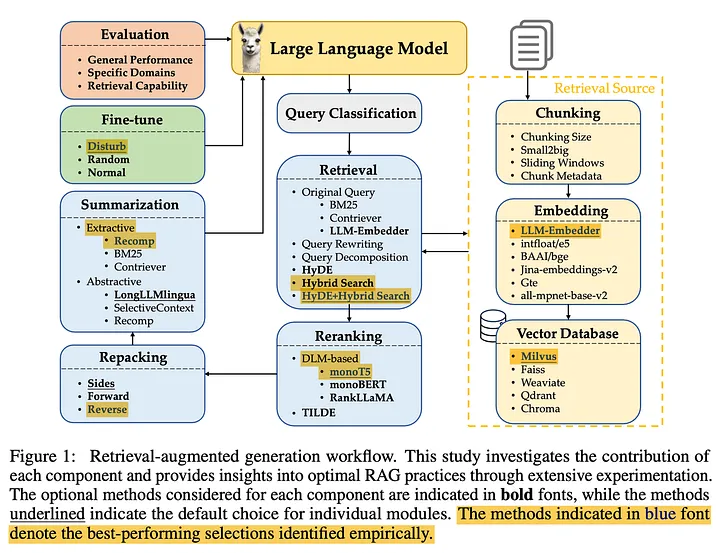 Evaluation
• General Performance
• Specific Domains
• Retrieval Capability
Large Language Model
Fine-tune
• Disturb
• Random
• Normal
Query Classification
Summarization
• Extractive
• Recomp
• BM25
• Contriever
• Abstractive
• LongLLMlingua
• SelectiveContext
• Recomp
Retrieval
• Original Query
• BM25
• Contriever
• LLM-Embedder
• Query Rewriting
• Query Decomposition
• HyDE
• Hybrid Search
• HyDE+Hybrid Search
Repacking
• Sides
• Forward
• Reverse
Reranking
• DLM-based
• monoT5
• monoBERT
• RankLLaMA
• TILDE
Retrieval Source
Chunking
• Chunking Size
• Small2big
• Sliding Windows
• Chunk Metadata
Embedding
• LLM-Embedder
• intfloat/e5
• BAAI/bge
• Jina-embeddings-v2
• Gte
• all-mpnet-base-v2
Vector Database
• Milvus
• Faiss
• Weaviate
• Qdrant
• Chroma
Figure 1: Retrieval-augmented generation workflow. This study investigates the contribution of
each component and provides insights into optimal RAG practices through extensive experimentation.
The optional methods considered for each component are indicated in bold fonts, while the methods
underlined indicate the default choice for individual modules. The methods indicated in blue font
denote the best-performing selections identified empirically.